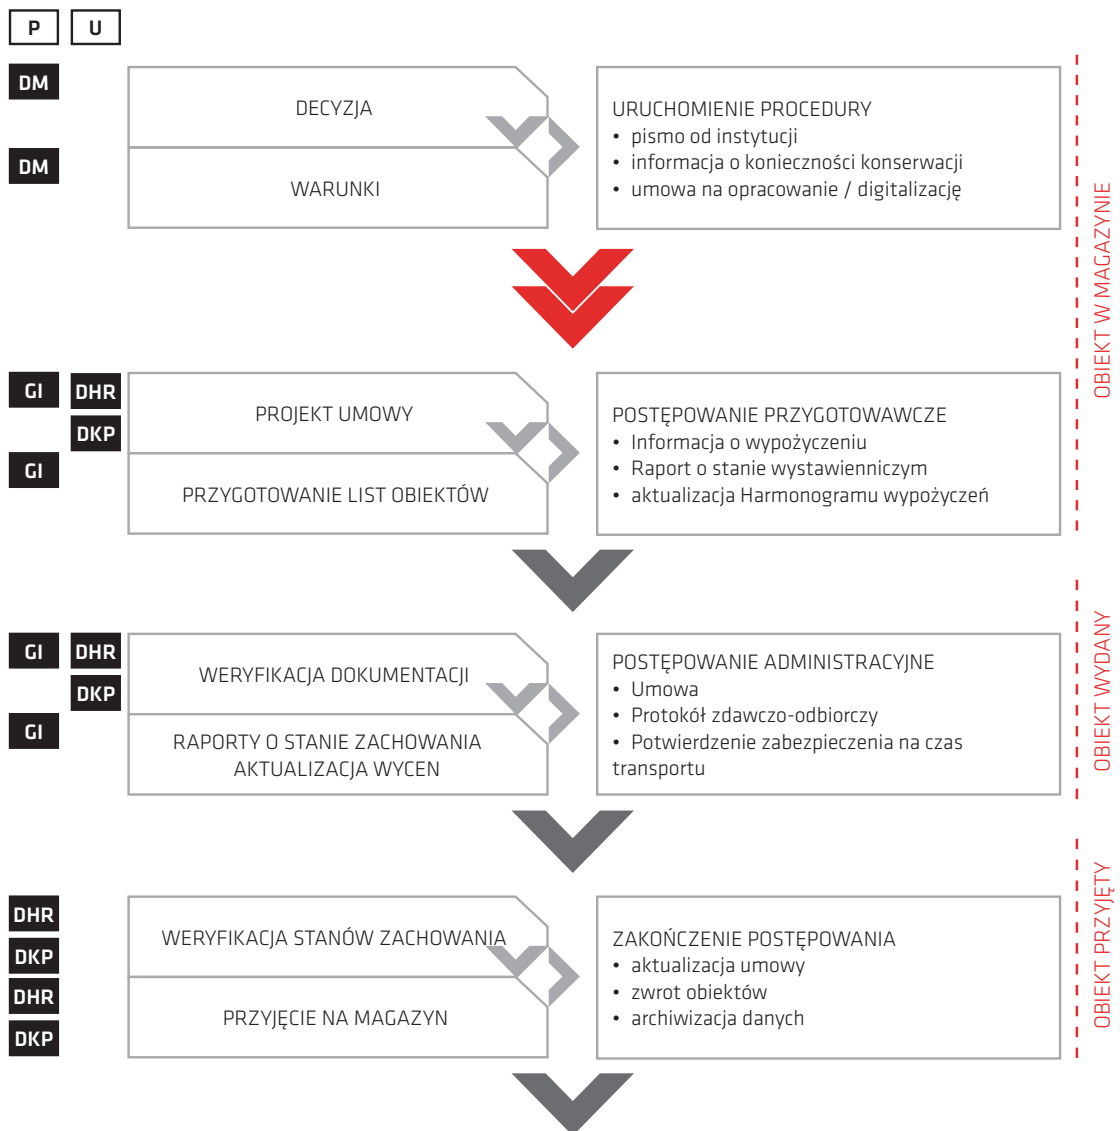 P U
DM
DECYZJA
DM
WARUNKI
URUCHOMIENIE PROCEDURY
• pismo od instytucji
• informacja o konieczności konserwacji
• umowa na opracowanie / digitalizację
OBIEKT W MAGAZYNIE
GI DHR
DKP
PROJEKT UMOWY
GI
PRZYGOTOWANIE LIST OBIEKTÓW
POSTĘPOWANIE PRZYGOTOWAWCZE
• Informacja o wypożyczeniu
• Raport o stanie wystawienniczym
• aktualizacja Harmonogramu wypożyczeń
GI DHR
DKP
WERYFIKACJA DOKUMENTACJI
GI
RAPORTY O STANIE ZACHOWANIA
AKTUALIZACJA WYCEN
POSTĘPOWANIE ADMINISTRACYJNE
• Umowa
• Protokół zdawczo-odbiorczy
• Potwierdzenie zabezpieczenia na czas
transportu
OBIEKT WYDANY
DHR
DKP
WERYFIKACJA STANÓW ZACHOWANIA
DHR
DKP
PRZYJĘCIE NA MAGAZYN
ZAKOŃCZENIE POSTĘPOWANIA
• aktualizacja umowy
• zwrot obiektów
• archiwizacja danych
OBIEKT PRZYJĘTY